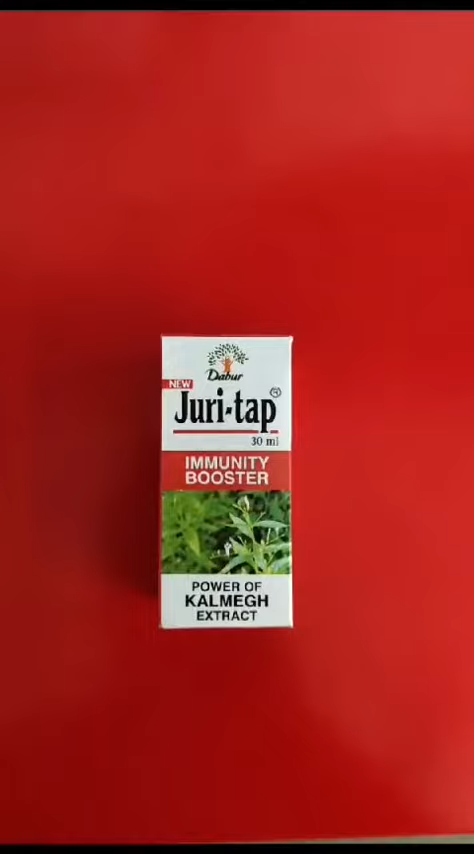 Dabur
NEW
Juri-tap®
30 ml
IMMUNITY
BOOSTER
POWER OF
KALMEGH
EXTRACT